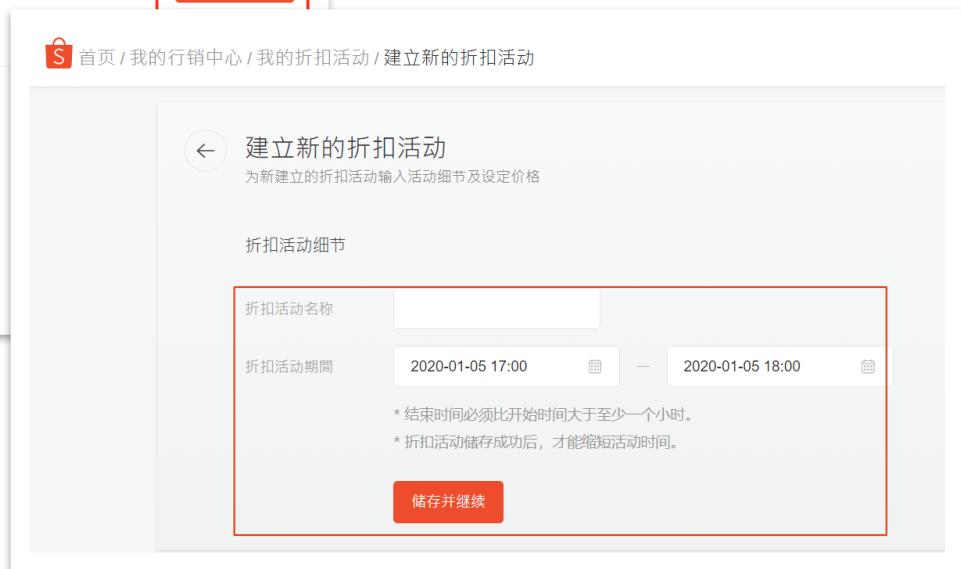 首页 / 我的行销中心 / 我的折扣活动 / 建立新的折扣活动
建立新的折扣活动
为新建立的折扣活动输入活动细节及设定价格
折扣活动细节
折扣活动名称
折扣活动期間 2020-01-05 17:00 — 2020-01-05 18:00
* 结束时间必须比开始时间大于至少一个小时。
* 折扣活动储存成功后，才能缩短活动时间。
储存并继续